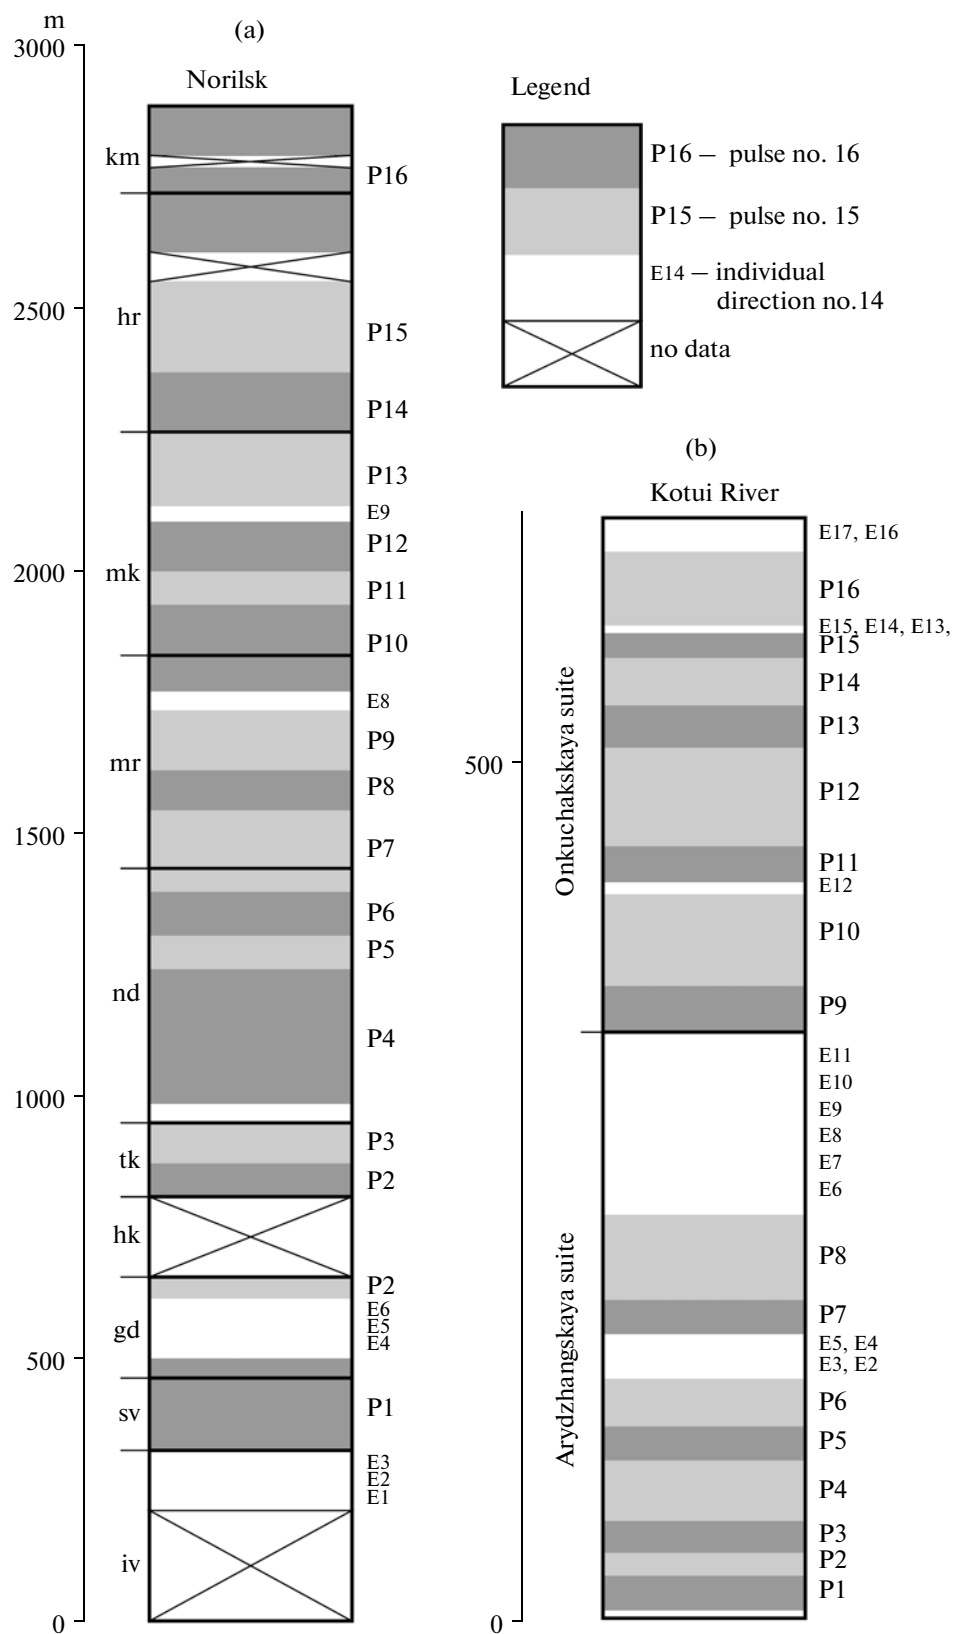 m
(a)
3000
Norilsk
km
P16
hr
2500
P15
P14
P13
E9
P12
mk
2000
P11
P10
E8
P9
mr
P8
1500
P7
P6
P5
nd
P4
1000
P3
tk
P2
hk
P2
E6
gd
E5
E4
500
P1
sv
E3
E2
E1
iv
0
Legend
P16 – pulse no. 16
P15 – pulse no. 15
E14 – individual
direction no.14
no data
(b)
Kotui River
E17, E16
P16
E15, E14, E13,
P15
P14
P13
Onkuchakskaya suite
500
P12
P11
E12
P10
P9
E11
E10
E9
E8
E7
E6
Arydzhangskaya suite
P8
P7
E5, E4
E3, E2
P6
P5
P4
P3
P2
P1
0